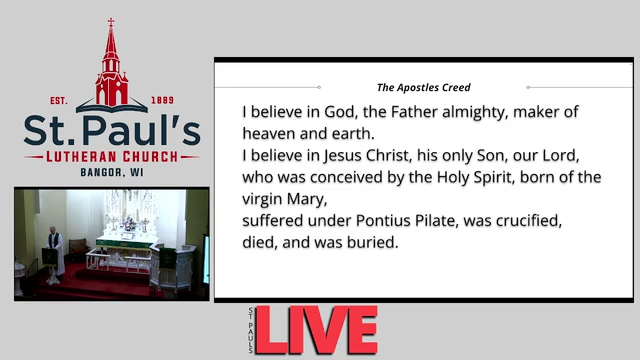 EST. 1889
St. Paul's
LUTHERAN CHURCH
BANGOR, WI
The Apostles Creed
I believe in God, the Father almighty, maker of
heaven and earth.
I believe in Jesus Christ, his only Son, our Lord,
who was conceived by the Holy Spirit, born of the
virgin Mary,
suffered under Pontius Pilate, was crucified,
died, and was buried.
ST PAULS
LIVE